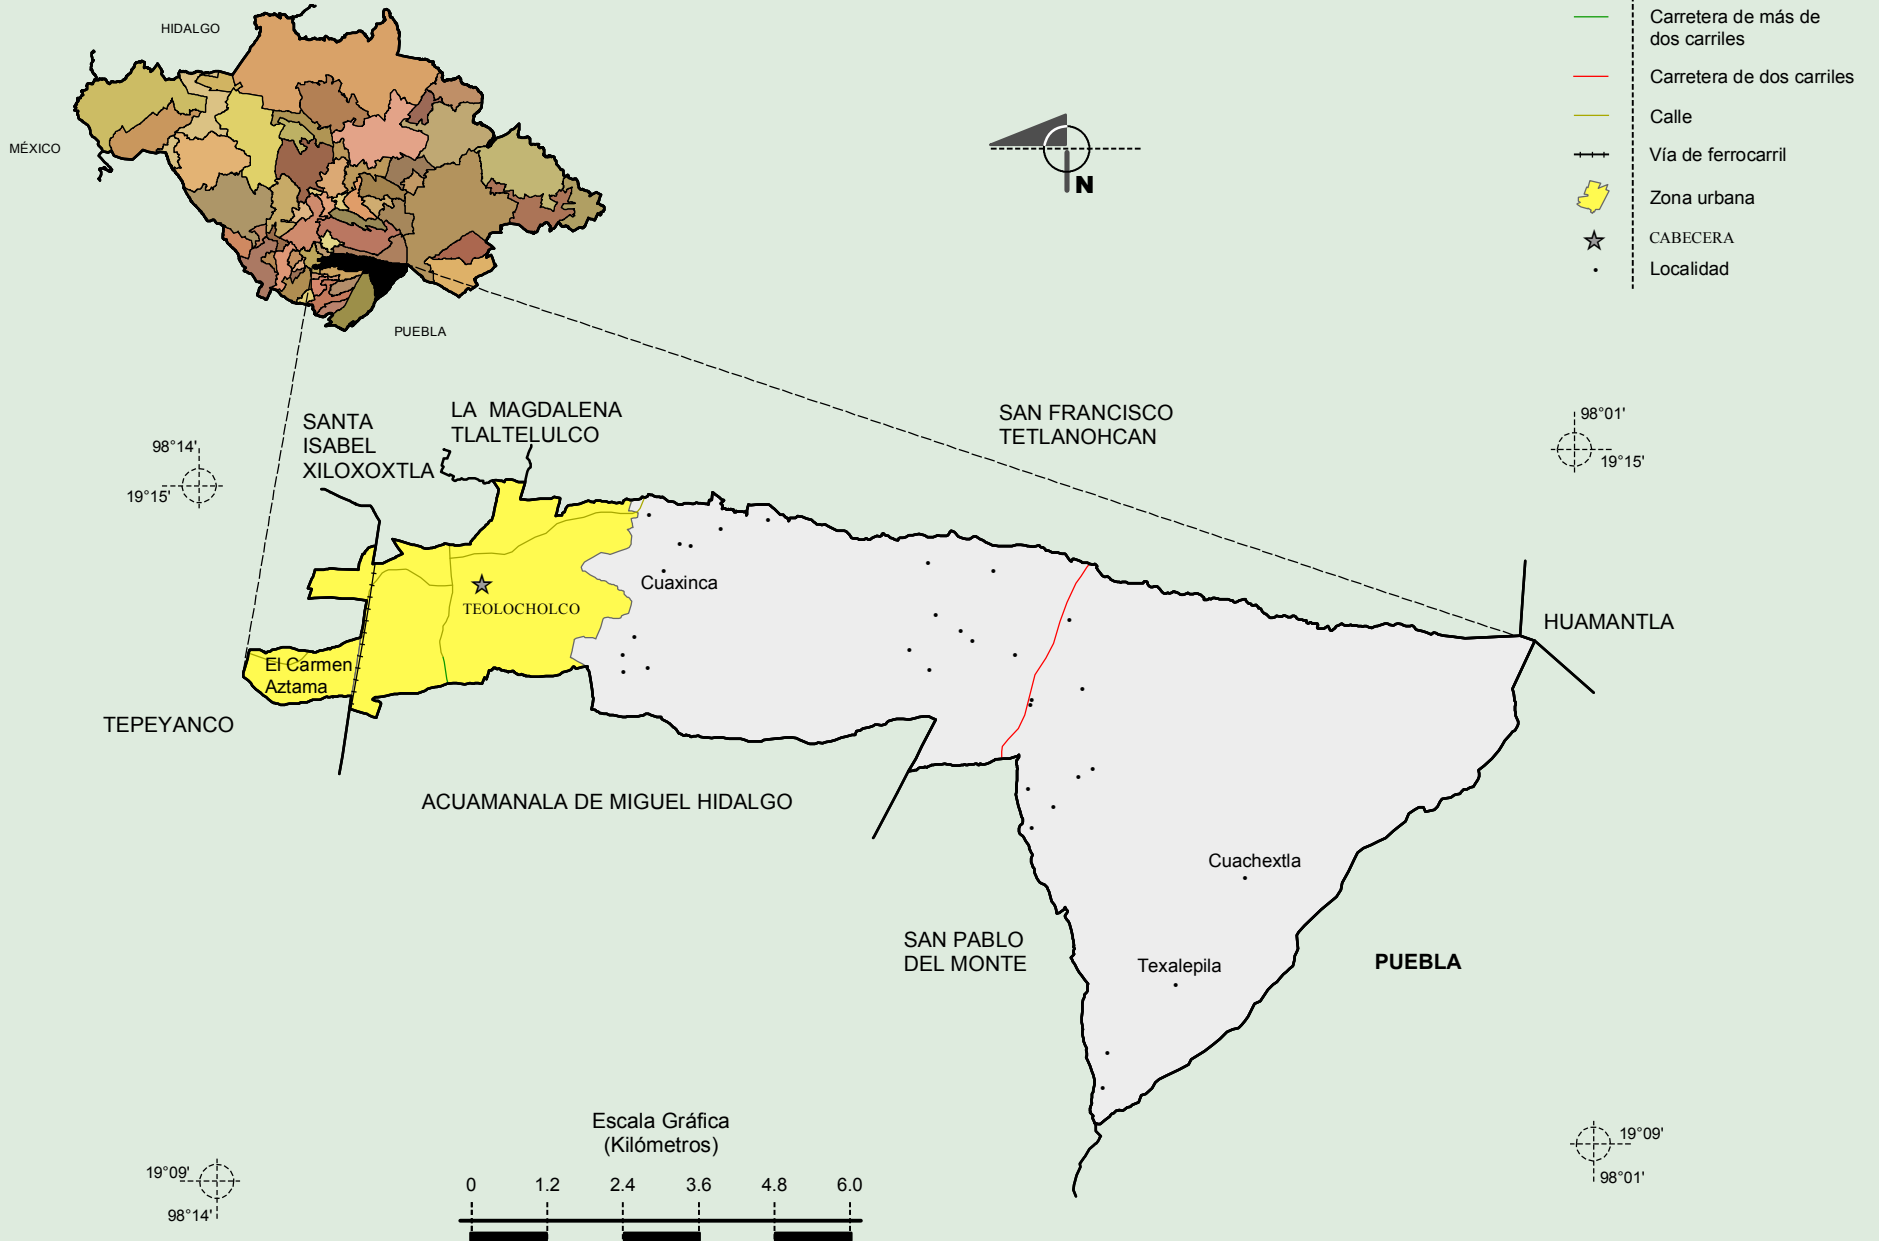 HIDALGO
MÉXICO
PUEBLA
N
Carretera de más de
dos carriles
Carretera de dos carriles
Calle
Vía de ferrocarril
Zona urbana
CABECERA
Localidad
SANTA
ISABEL
XILOXOXTLA
LA MAGDALENA
TLALTELULCO
SAN FRANCISCO
TETLANOHCAN
98°14'
19°15'
98°01'
19°15'
Cuaxinca
TEOLOCHOLCO
HUAMANTLA
El Carmen
Aztama
TEPEYANCO
ACUAMANALA DE MIGUEL HIDALGO
Cuachextla
SAN PABLO
DEL MONTE
Texalepila
PUEBLA
Escala Gráfica
(Kilómetros)
0 1.2 2.4 3.6 4.8 6.0
19°09'
98°14'
19°09'
98°01'